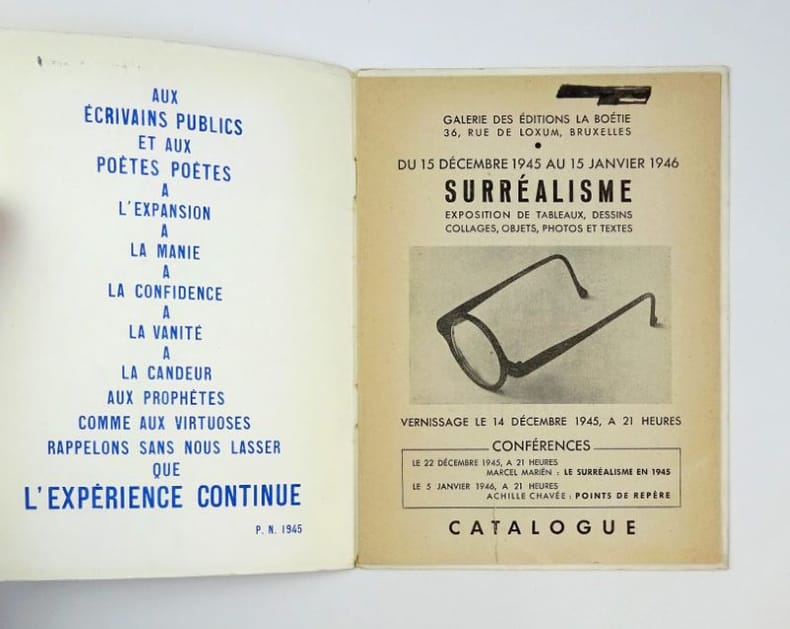 AUX
ÉCRIVAINS PUBLICS
ET AUX
POÈTES POÈTES
A
L'EXPANSION
A
LA MANIE
A
LA CONFIDENCE
A
LA VANITÉ
A
LA CANDEUR
AUX PROPHÈTES
COMME AUX VIRTUOSES
RAPPELONS SANS NOUS LASSER
QUE
L'EXPÉRIENCE CONTINUE
P. N. 1945
GALERIE DES ÉDITIONS LA BOÉTIE
36, RUE DE LOXUM, BRUXELLES
DU 15 DÉCEMBRE 1945 AU 15 JANVIER 1946
SURRÉALISME
EXPOSITION DE TABLEAUX, DESSINS
COLLAGES, OBJETS, PHOTOS ET TEXTES
VERNISSAGE LE 14 DÉCEMBRE 1945, A 21 HEURES
CONFÉRENCES
LE 22 DÉCEMBRE 1945, A 21 HEURES
MARCEL MARIËN : LE SURRÉALISME EN 1945
LE 5 JANVIER 1946, A 21 HEURES
ACHILLE CHAVÉE : POINTS DE REPÈRE
CATALOGUE